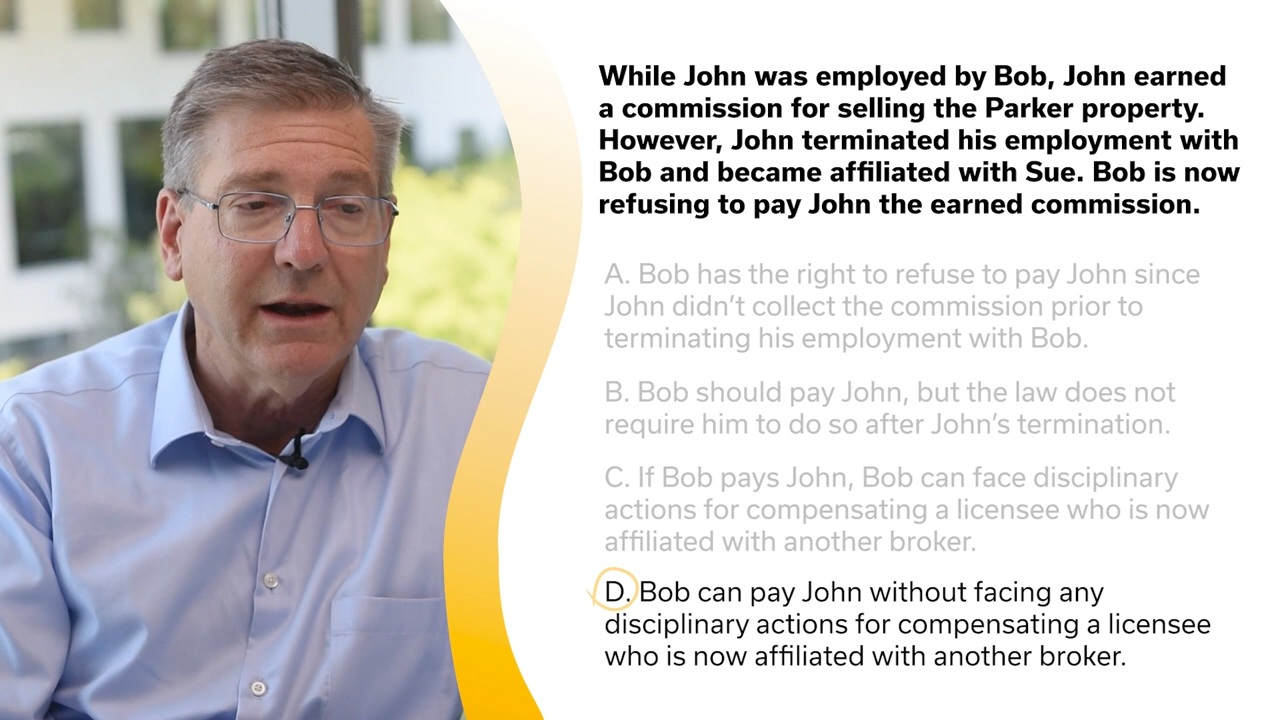 While John was employed by Bob, John earned
a commission for selling the Parker property.
However, John terminated his employment with
Bob and became affiliated with Sue. Bob is now
refusing to pay John the earned commission.
A. Bob has the right to refuse to pay John since
John didn’t collect the commission prior to
terminating his employment with Bob.
B. Bob should pay John, but the law does not
require him to do so after John’s termination.
C. If Bob pays John, Bob can face disciplinary
actions for compensating a licensee who is now
affiliated with another broker.
D. Bob can pay John without facing any
disciplinary actions for compensating a licensee
who is now affiliated with another broker.